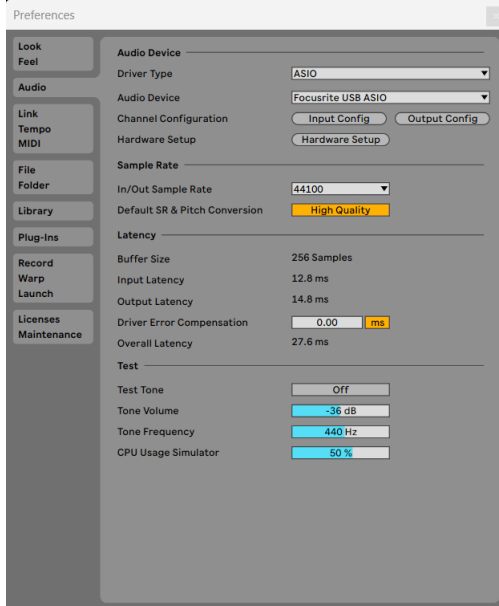 Preferences
Look
Feel
Audio
Link
Tempo
MIDI
File
Folder
Library
Plug-Ins
Record
Warp
Launch
Licenses
Maintenance
Audio Device
Driver Type ASIO
Audio Device Focusrite USB ASIO
Channel Configuration Input Config Output Config
Hardware Setup Hardware Setup
Sample Rate
In/Out Sample Rate 44100
Default SR & Pitch Conversion High Quality
Latency
Buffer Size 256 Samples
Input Latency 12.8 ms
Output Latency 14.8 ms
Driver Error Compensation 0.00 ms
Overall Latency 27.6 ms
Test
Test Tone Off
Tone Volume -36 dB
Tone Frequency 440 Hz
CPU Usage Simulator 50 %